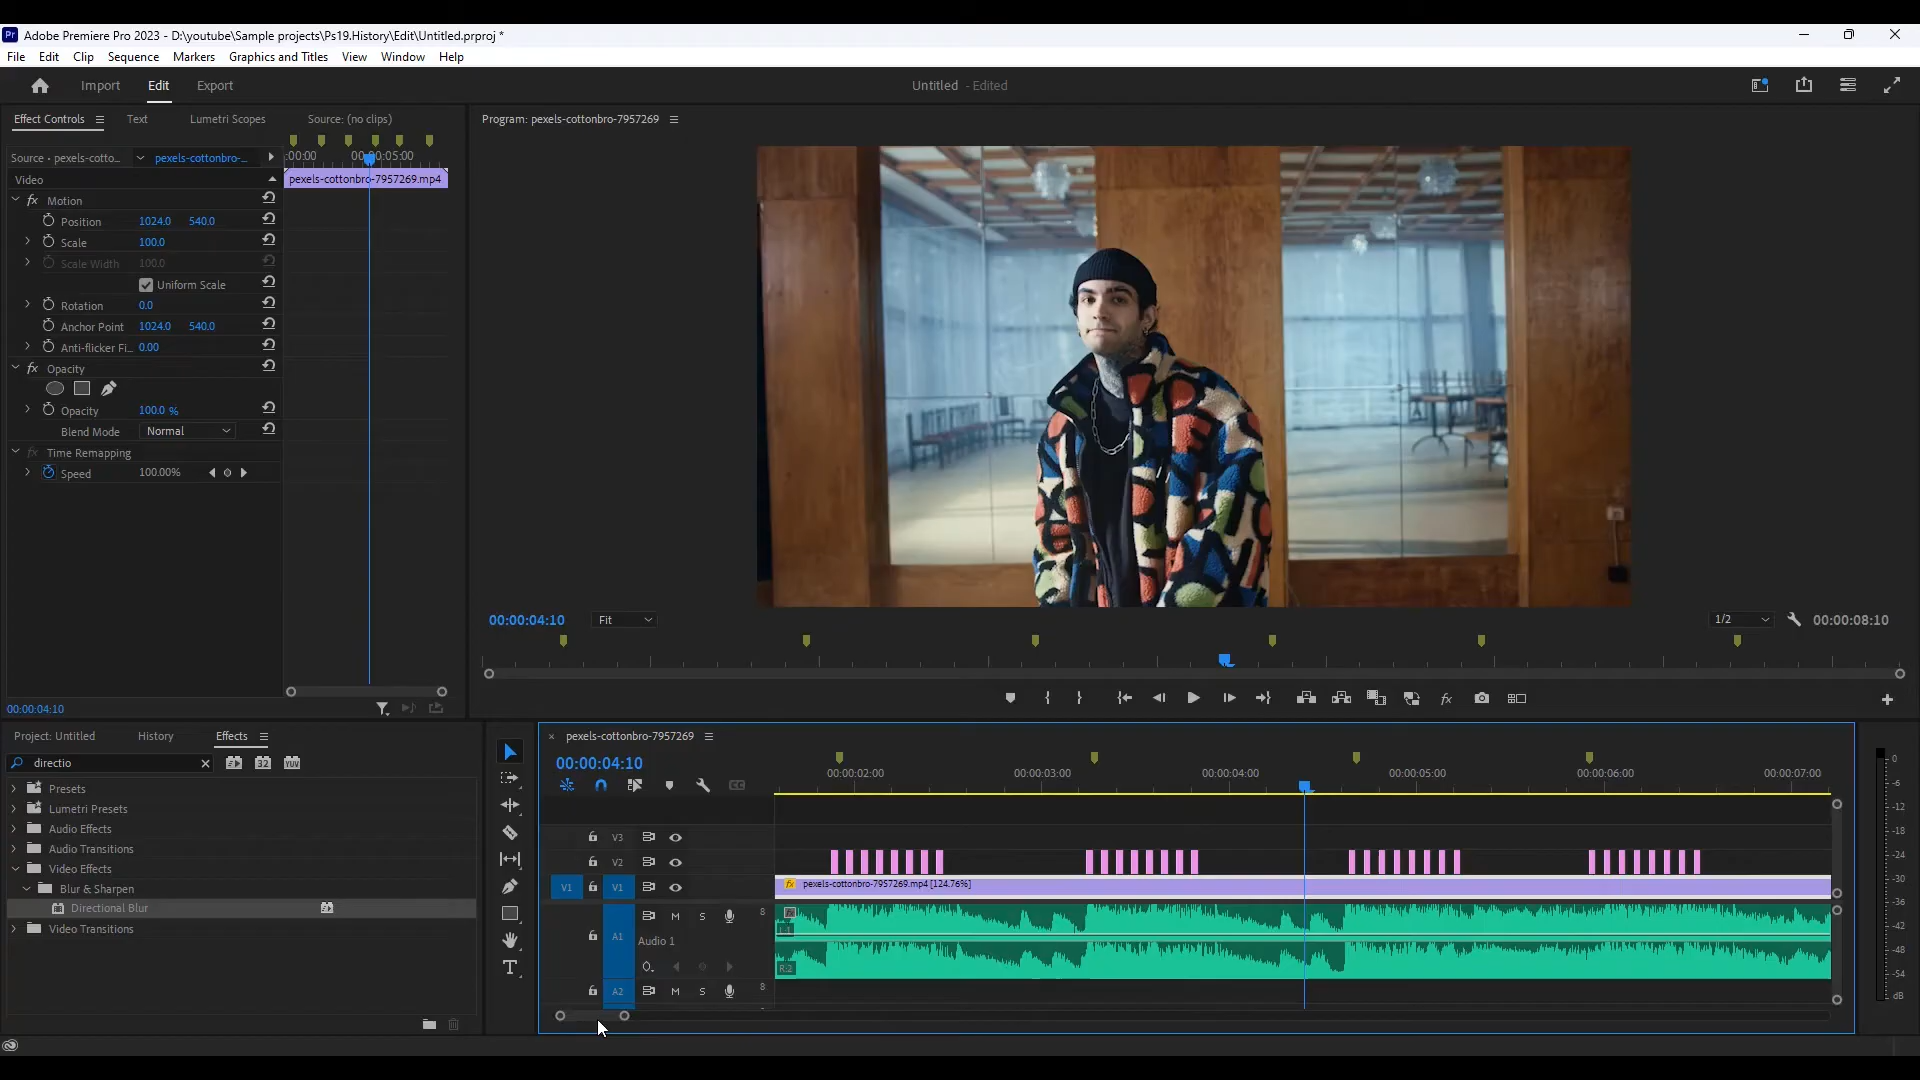 Pr Adobe Premiere Pro 2023 - D:\youtube\Sample projects\Ps19.History\Edit\Untitled.prproj *
File Edit Clip Sequence Markers Graphics and Titles View Window Help
Import Edit Export Untitled - Edited
Effect Controls Text Lumetri Scopes Source: (no clips)
Program: pexels-cottonbro-7957269
Source • pexels-cotto... pexels-cottonbro-... :00:00 00:00:05:00
Video pexels-cottonbro-7957269.mp4
fx Motion
Position 1024.0 540.0
Scale 100.0
Scale Width 100.0
Uniform Scale
Rotation 0.0
Anchor Point 1024.0 540.0
Anti-flicker Fi... 0.00
fx Opacity
Opacity 100.0 %
Blend Mode Normal
fx Time Remapping
Speed 100.00%
00:00:04:10
00:00:04:10 Fit 1/2 00:00:08:10
fx
Project: Untitled History Effects
directio 32 YUV
Presets
Lumetri Presets
Audio Effects
Audio Transitions
Video Effects
Blur & Sharpen
Directional Blur
Video Transitions
T
× pexels-cottonbro-7957269
00:00:04:10
00:00:02:00 00:00:03:00 00:00:04:00 00:00:05:00 00:00:06:00 00:00:07:00
V3
V2
V1 V1 fx pexels-cottonbro-7957269.mp4 [124.76%]
M S 8
A1 Audio 1
R:2
A2 M S 8
0
-6
-12
-18
-24
-30
-36
-42
-48
-54
dB